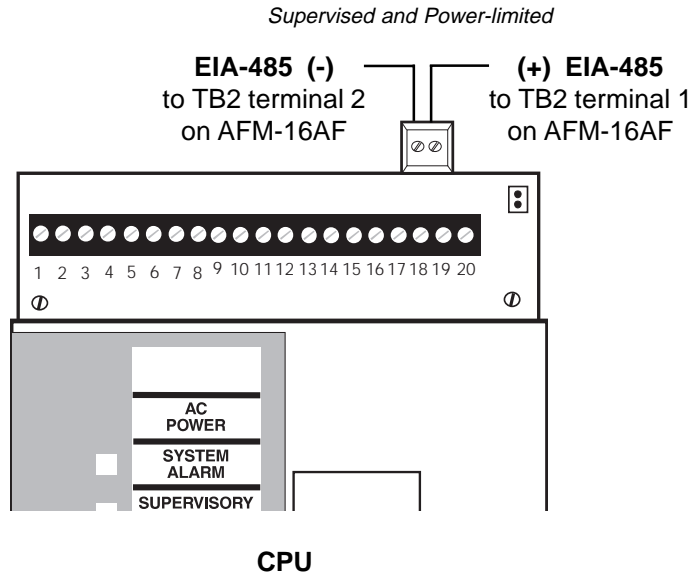 Supervised and Power-limited
EIA-485 (-)
to TB2 terminal 2
on AFM-16AF
(+) EIA-485
to TB2 terminal 1
on AFM-16AF
1 2 3 4 5 6 7 8 9 10 11 12 13 14 15 16 17 18 19 20
AC
POWER
SYSTEM
ALARM
SUPERVISORY
CPU